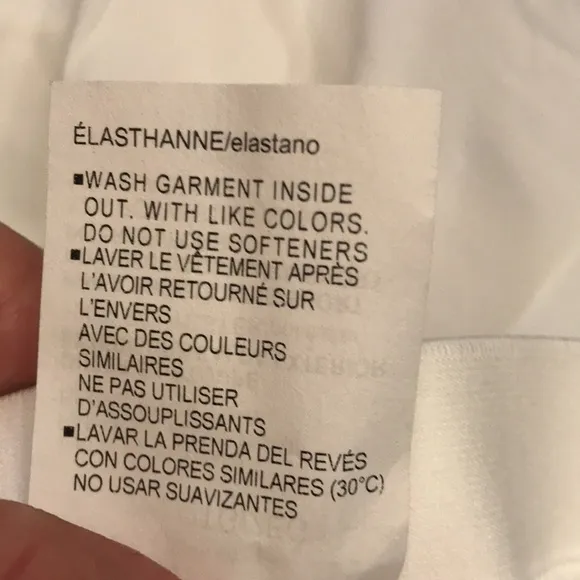 ÉLASTHANNE/elastano
▪WASH GARMENT INSIDE
OUT. WITH LIKE COLORS.
DO NOT USE SOFTENERS
▪LAVER LE VÊTEMENT APRÈS
L'AVOIR RETOURNÉ SUR
L'ENVERS
AVEC DES COULEURS
SIMILAIRES
NE PAS UTILISER
D'ASSOUPLISSANTS
▪LAVAR LA PRENDA DEL REVÉS
CON COLORES SIMILARES (30°C)
NO USAR SUAVIZANTES